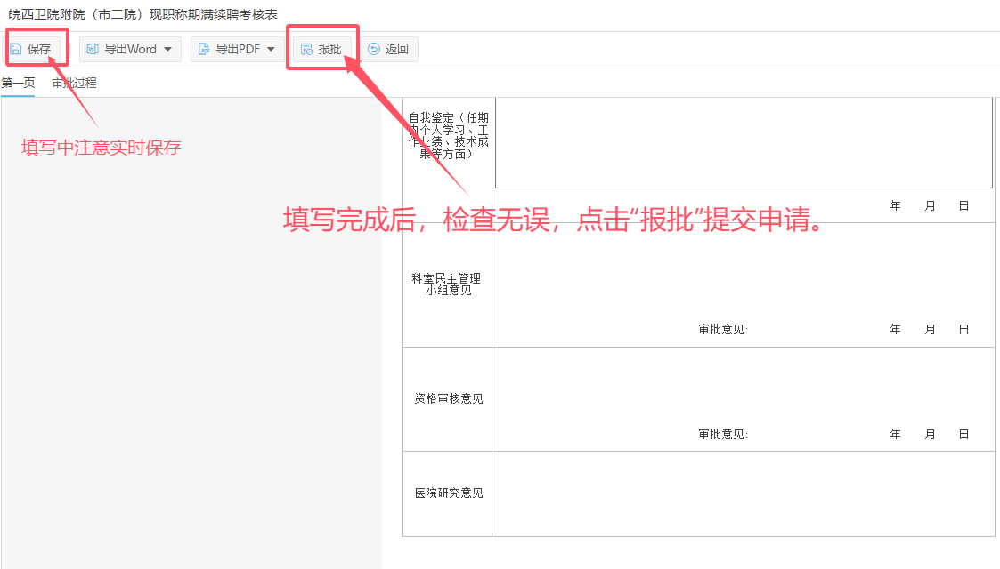 皖西卫院附院（市二院）现职称期满续聘考核表
保存 导出Word 导出PDF 报批 返回
第一页 审批过程
自我鉴定（任期
内个人学习、工
作业绩、技术成
果等方面）
填写中注意实时保存
年 月 日
填写完成后，检查无误，点击“报批”提交申请。
科室民主管理
小组意见
审批意见: 年 月 日
资格审核意见
审批意见: 年 月 日
医院研究意见